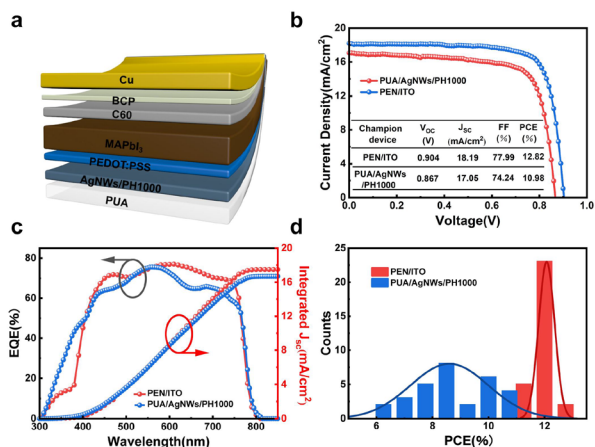 a
Cu
BCP
C60
MAPbI3
PEDOT:PSS
AgNWs/PH1000
PUA
b
Current Density(mA/cm2)
20
16
12
8
4
0
PUA/AgNWs/PH1000
PEN/ITO
Champion device VOC (V) JSC (mA/cm2) FF (%) PCE (%)
PEN/ITO 0.904 18.19 77.99 12.82
PUA/AgNWs /PH1000 0.867 17.05 74.24 10.98
0.0 0.2 0.4 0.6 0.8 1.0
Voltage(V)
c
EQE(%)
80
60
40
20
0
PEN/ITO
PUA/AgNWs/PH1000
20
16
12
8
4
0
Integrated Jsc(mA/cm2)
300 400 500 600 700 800
Wavelength(nm)
d
Counts
25
20
15
10
5
0
PEN/ITO
PUA/AgNWs/PH1000
6 8 10 12
PCE(%)